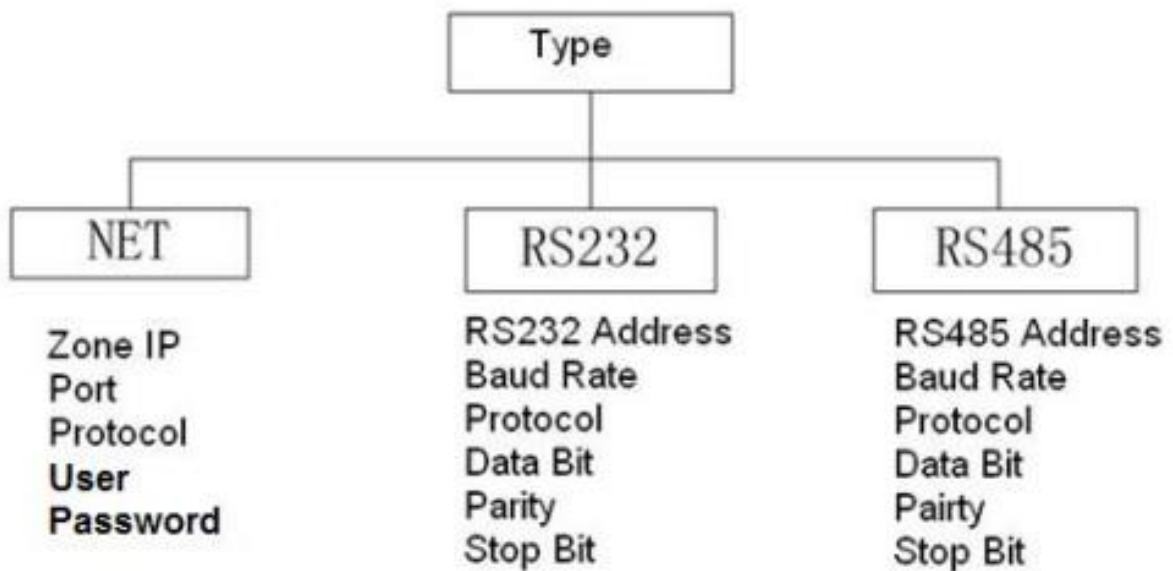 Type
NET
Zone IP
Port
Protocol
User
Password
RS232
RS232 Address
Baud Rate
Protocol
Data Bit
Parity
Stop Bit
RS485
RS485 Address
Baud Rate
Protocol
Data Bit
Pairty
Stop Bit